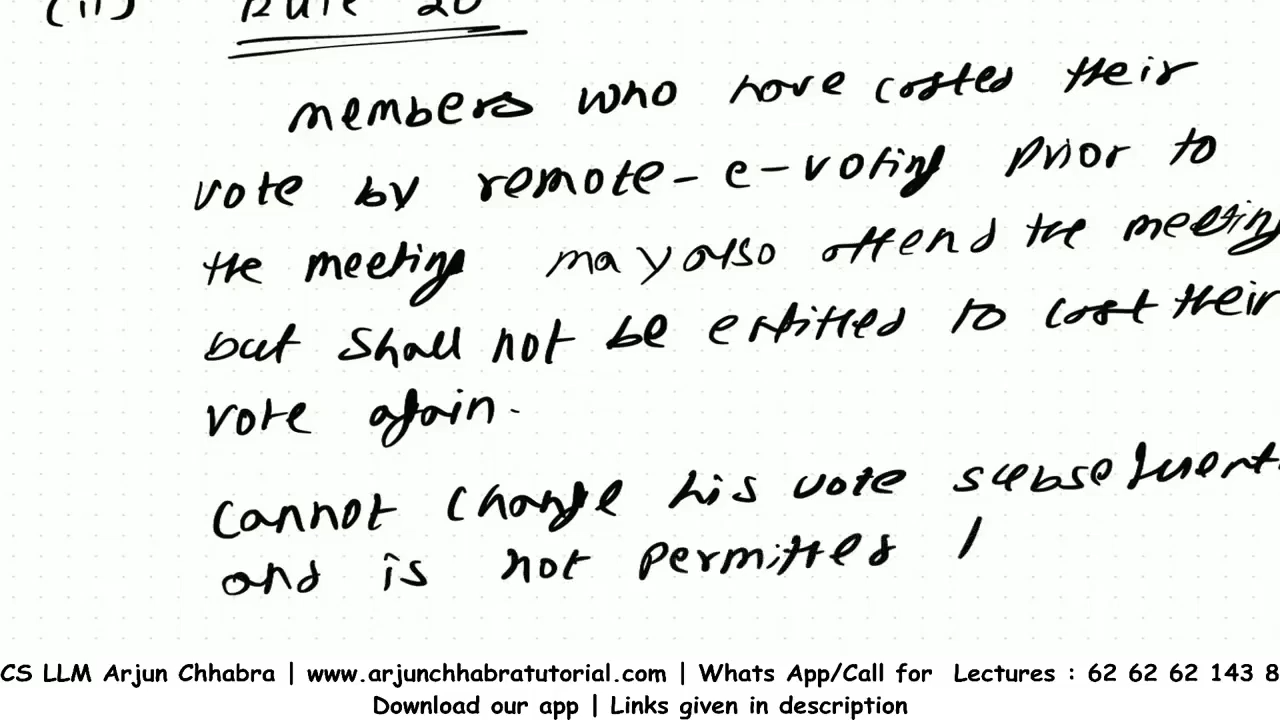 (ii) Rule 20
members who have casted their
vote by remote-e-voting prior to
the meeting may also attend the meeting
but shall not be entitled to cast their
vote again.
cannot change his vote subsequent
and is not permitted
CS LLM Arjun Chhabra | www.arjunchhabratutorial.com | Whats App/Call for Lectures : 62 62 62 143 8
Download our app | Links given in description